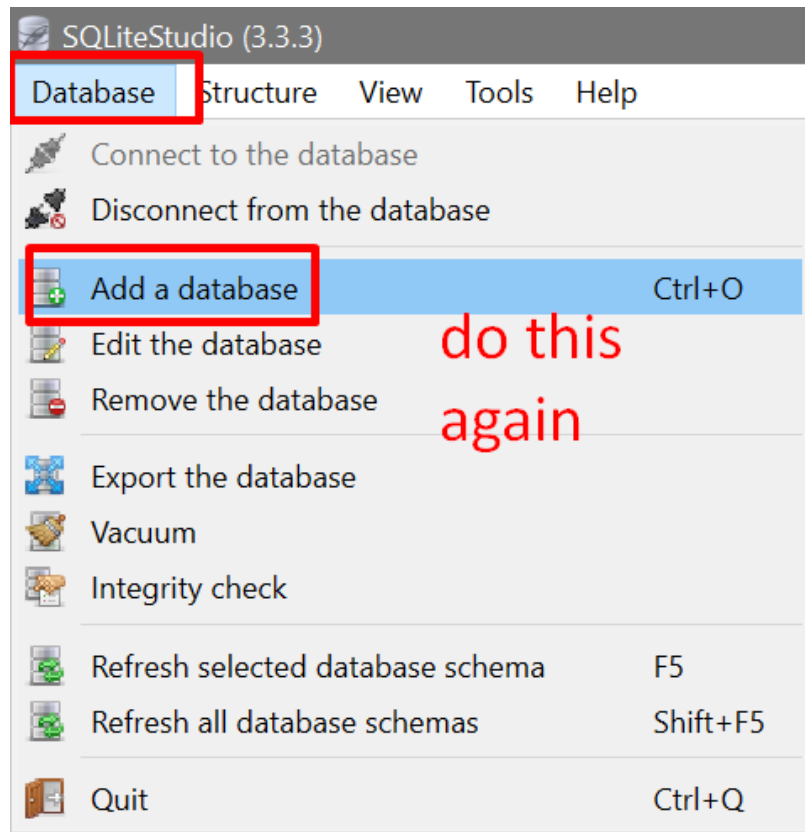 SQLiteStudio (3.3.3)
Database Structure View Tools Help
Connect to the database
Disconnect from the database
Add a database Ctrl+O
Edit the database
do this
Remove the database
again
Export the database
Vacuum
Integrity check
Refresh selected database schema F5
Refresh all database schemas Shift+F5
Quit Ctrl+Q